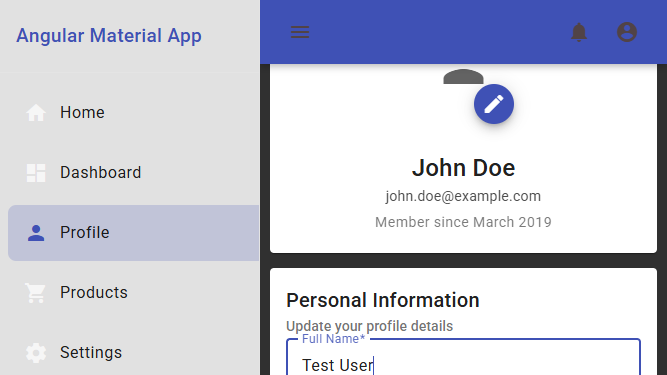 Angular Material App
Home
Dashboard
Profile
Products
Settings
John Doe
john.doe@example.com
Member since March 2019
Personal Information
Update your profile details
Full Name*
Test User